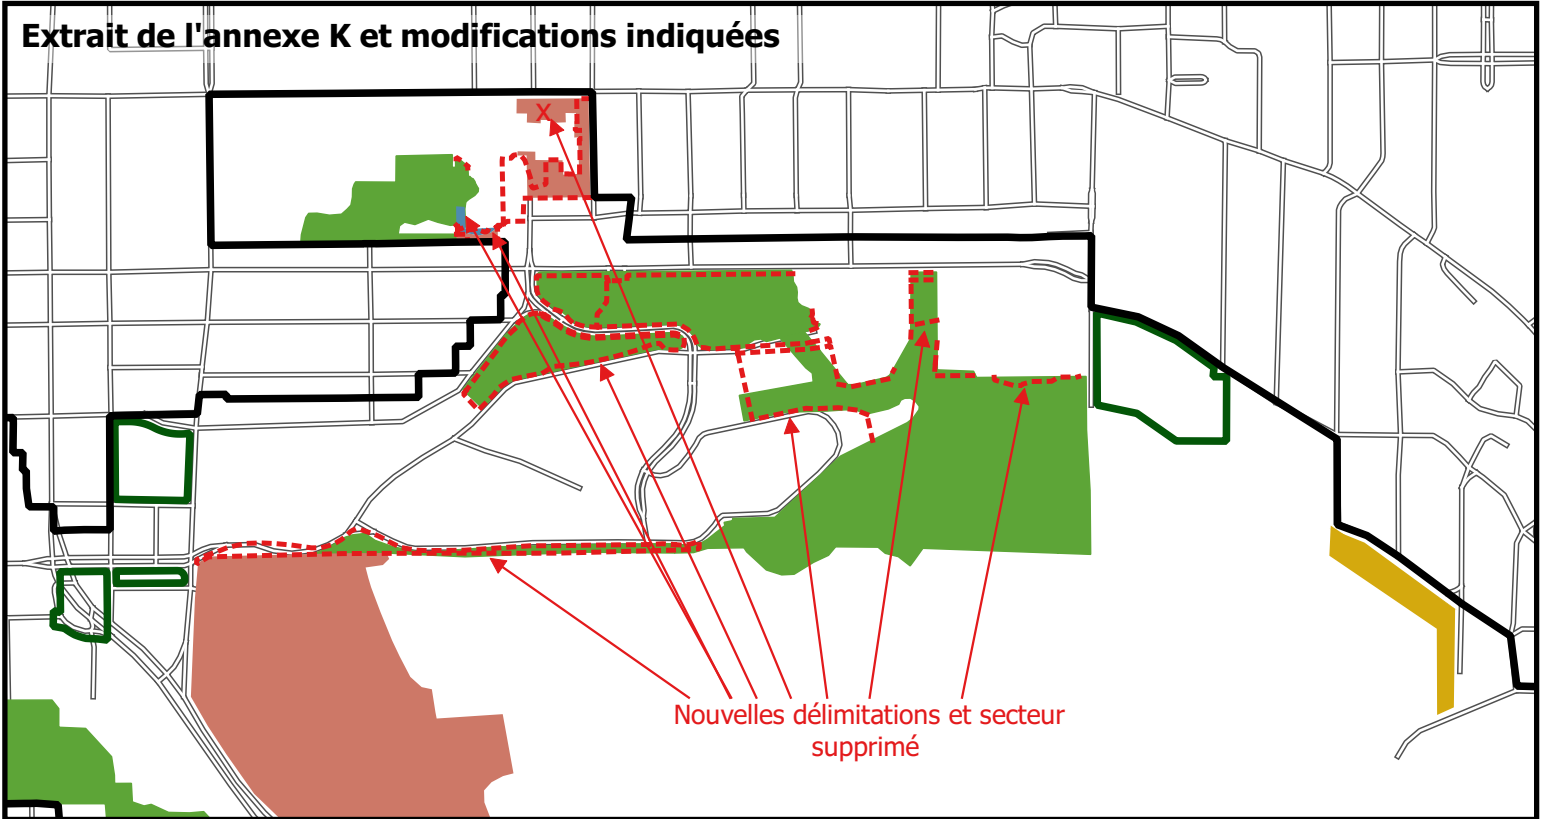 Extrait de l'annexe K et modifications indiquées
X
Nouvelles délimitations et secteur
supprimé